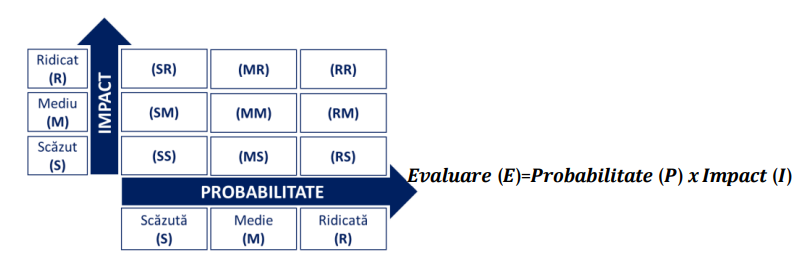 Ridicat
(R)
(SR)
(MR)
(RR)
IMPACT
Mediu
(M)
(SM)
(MM)
(RM)
Scăzut
(S)
(SS)
(MS)
(RS)
Evaluare (E)=Probabilitate (P) x Impact (I)
PROBABILITATE
Scăzută
(S)
Medie
(M)
Ridicată
(R)